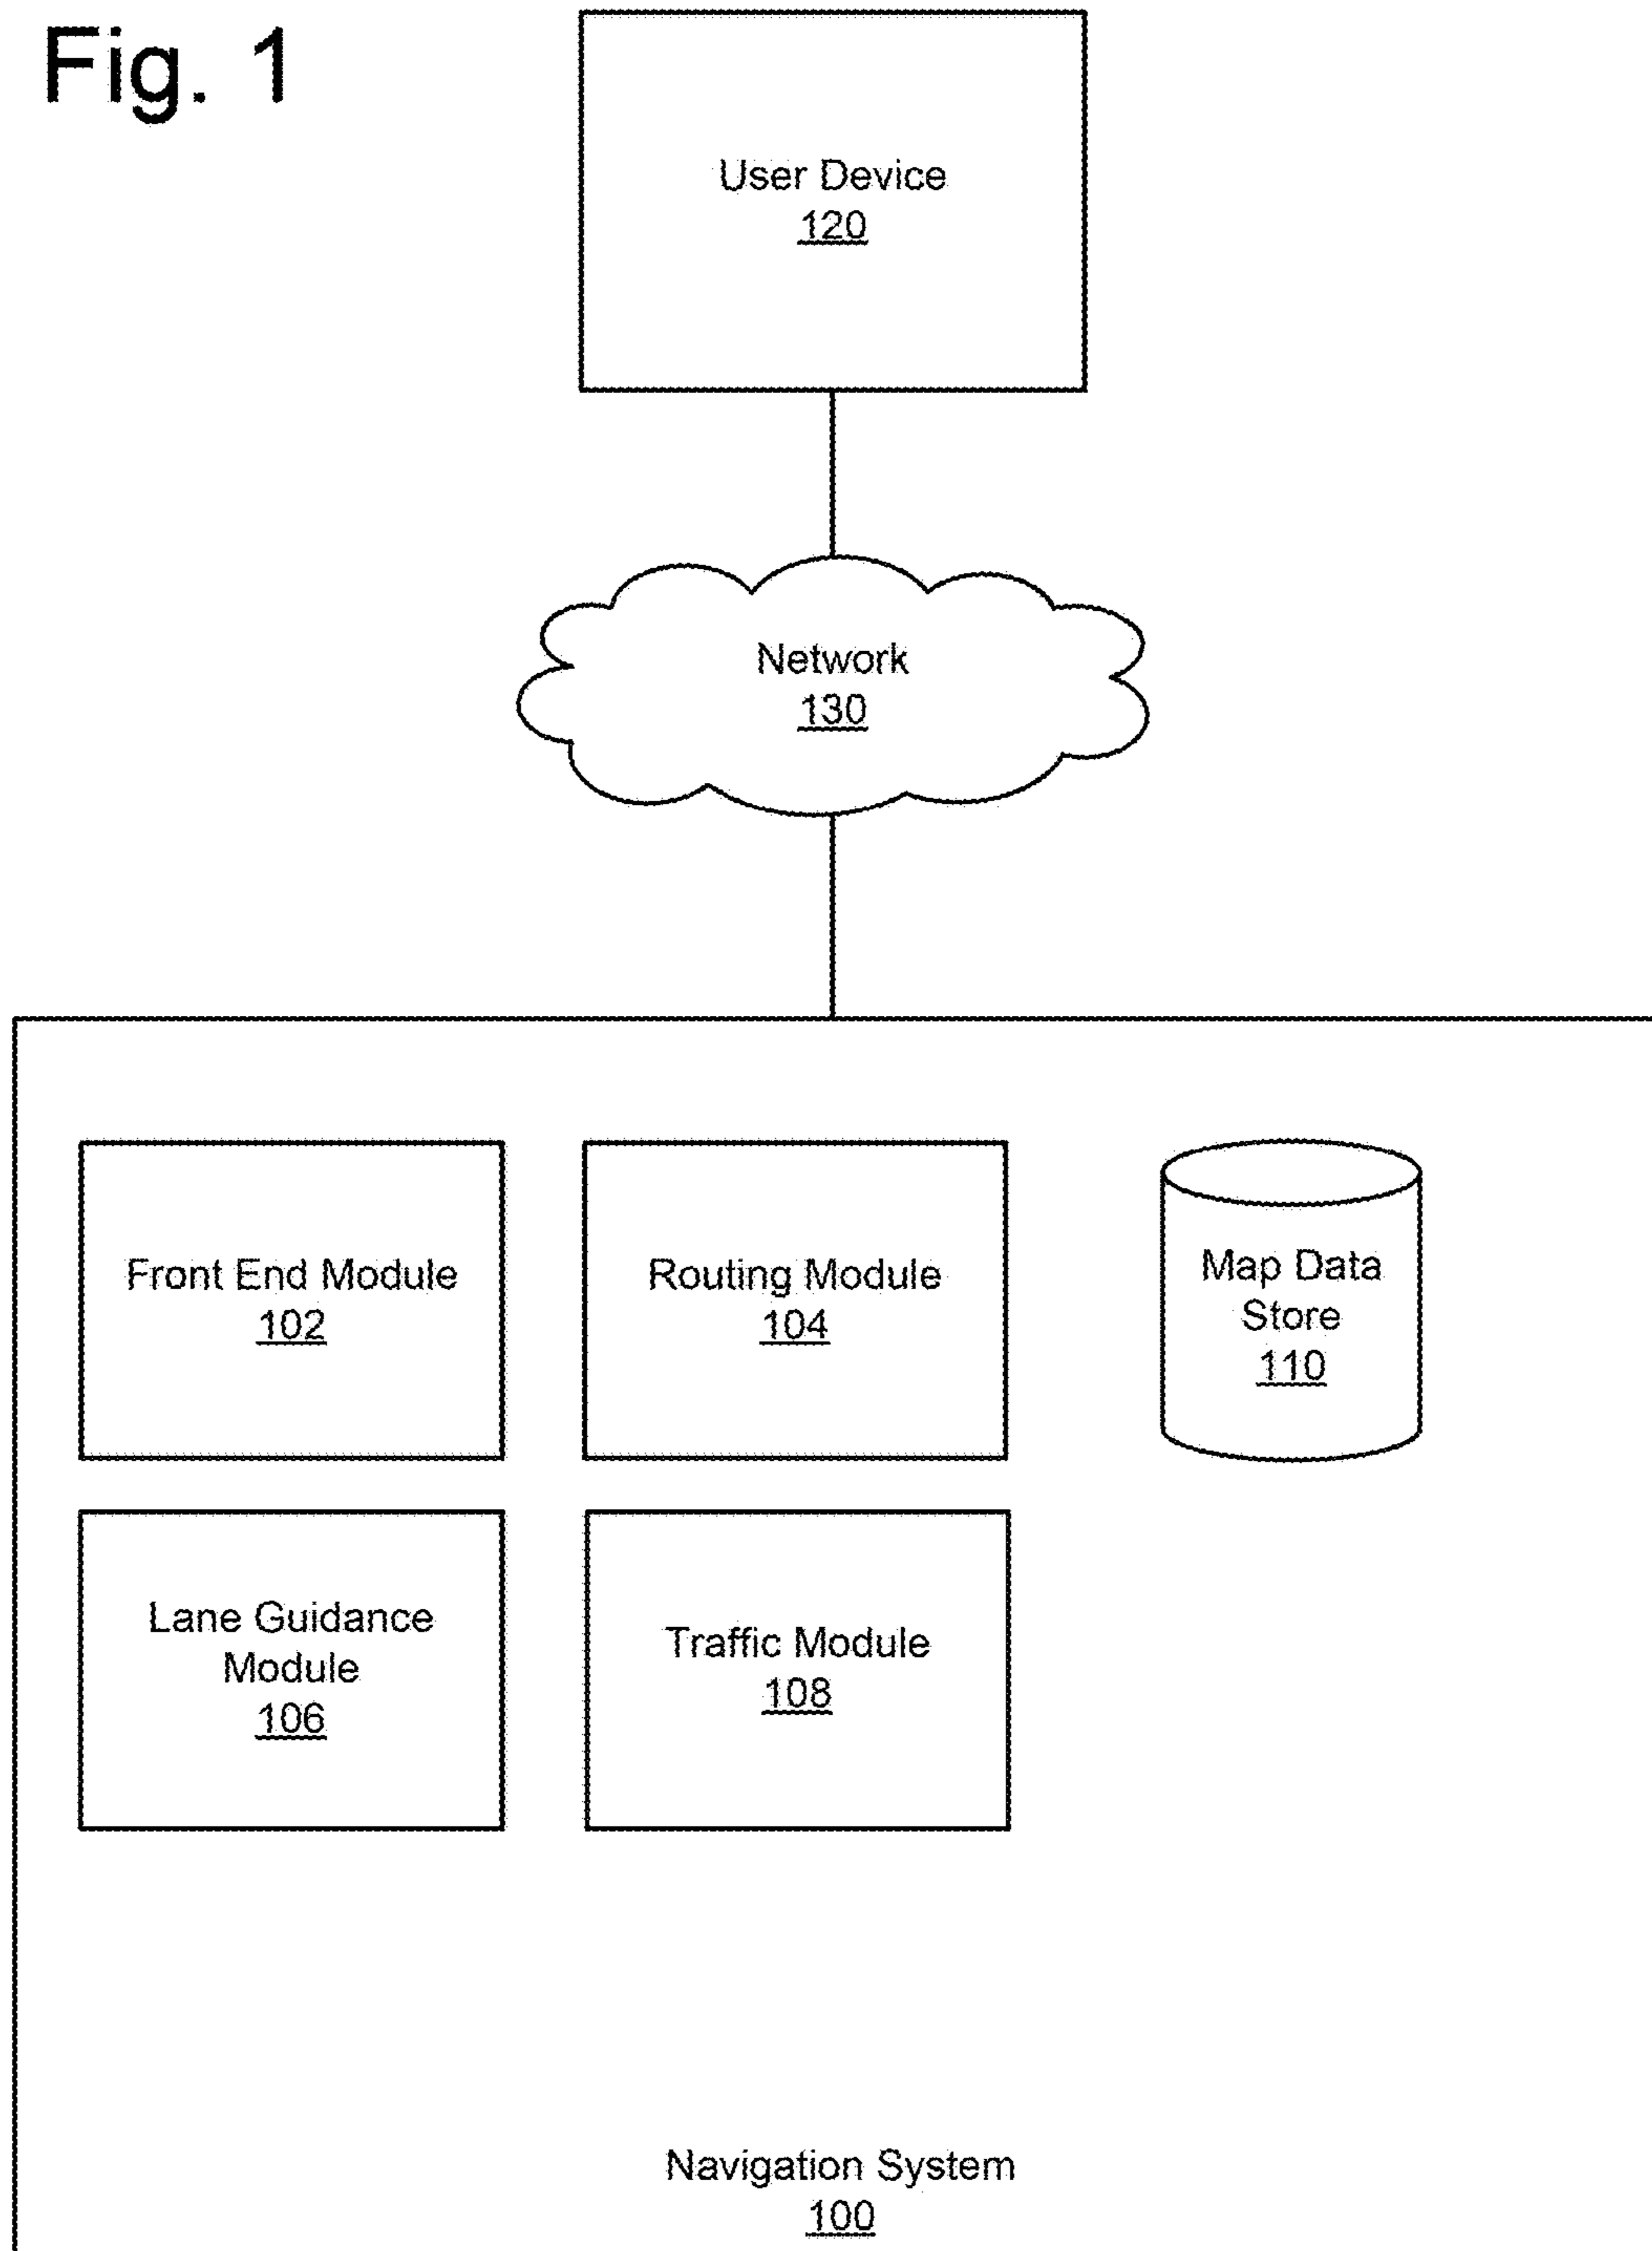 Fig. 1
User Device
120
Network
130
Front End Module
102
Routing Module
104
Map Data
Store
110
Lane Guidance
Module
106
Traffic Module
108
Navigation System
100